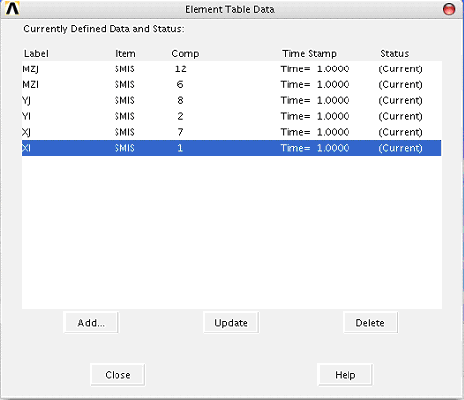 Element Table Data
Currently Defined Data and Status:
Label Item Comp Time Stamp Status
MZJ SMIS 12 Time= 1.0000 (Current)
MZI SMIS 6 Time= 1.0000 (Current)
YJ SMIS 8 Time= 1.0000 (Current)
YI SMIS 2 Time= 1.0000 (Current)
XJ SMIS 7 Time= 1.0000 (Current)
XI SMIS 1 Time= 1.0000 (Current)
Add... Update Delete
Close Help